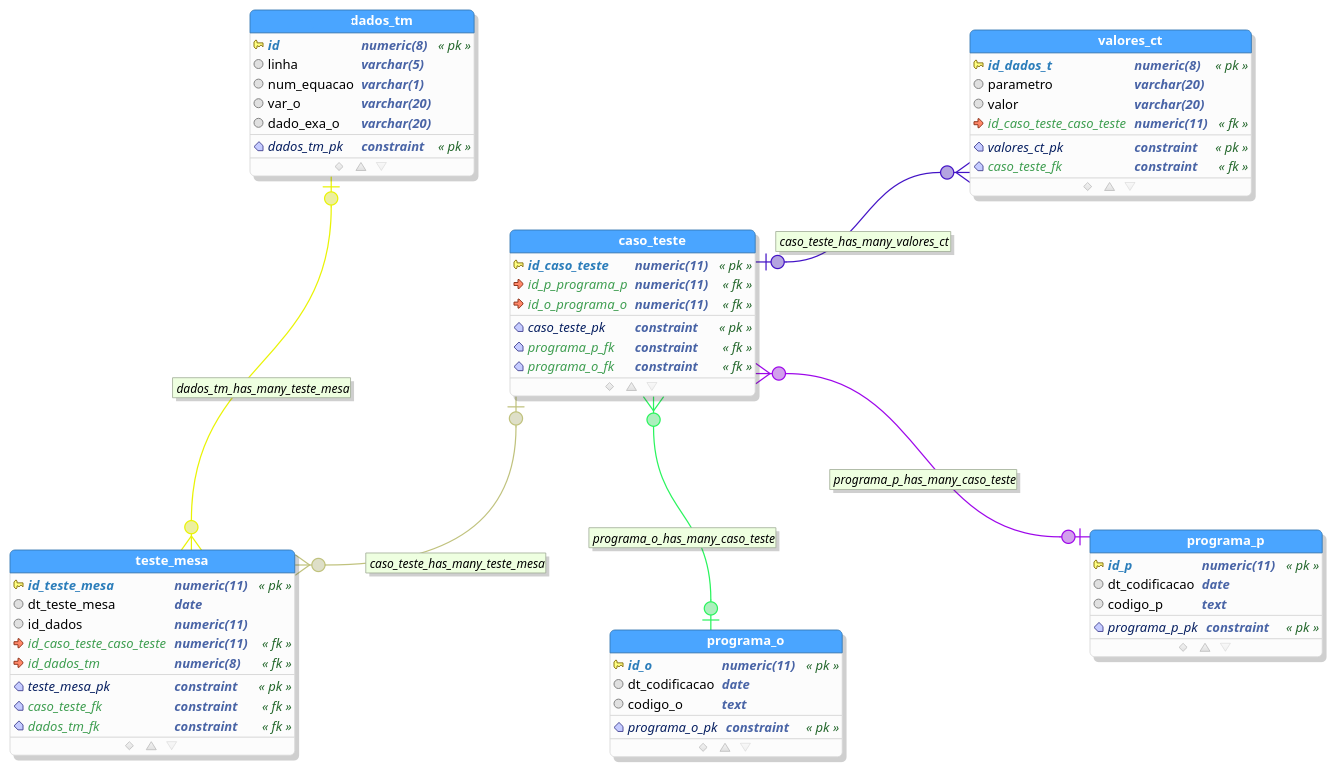 dados_tm
id numeric(8) « pk »
linha varchar(5)
num_equacao varchar(1)
var_o varchar(20)
dado_exa_o varchar(20)
dados_tm_pk constraint « pk »
valores_ct
id_dados_t numeric(8) « pk »
parametro varchar(20)
valor varchar(20)
id_caso_teste_caso_teste numeric(11) « fk »
valores_ct_pk constraint « pk »
caso_teste_fk constraint « fk »
caso_teste_has_many_valores_ct
caso_teste
id_caso_teste numeric(11) « pk »
id_p_programa_p numeric(11) « fk »
id_o_programa_o numeric(11) « fk »
caso_teste_pk constraint « pk »
programa_p_fk constraint « fk »
programa_o_fk constraint « fk »
dados_tm_has_many_teste_mesa
programa_p_has_many_caso_teste
programa_o_has_many_caso_teste
caso_teste_has_many_teste_mesa
teste_mesa
id_teste_mesa numeric(11) « pk »
dt_teste_mesa date
id_dados numeric(11)
id_caso_teste_caso_teste numeric(11) « fk »
id_dados_tm numeric(8) « fk »
teste_mesa_pk constraint « pk »
caso_teste_fk constraint « fk »
dados_tm_fk constraint « fk »
programa_o
id_o numeric(11) « pk »
dt_codificacao date
codigo_o text
programa_o_pk constraint « pk »
programa_p
id_p numeric(11) « pk »
dt_codificacao date
codigo_p text
programa_p_pk constraint « pk »